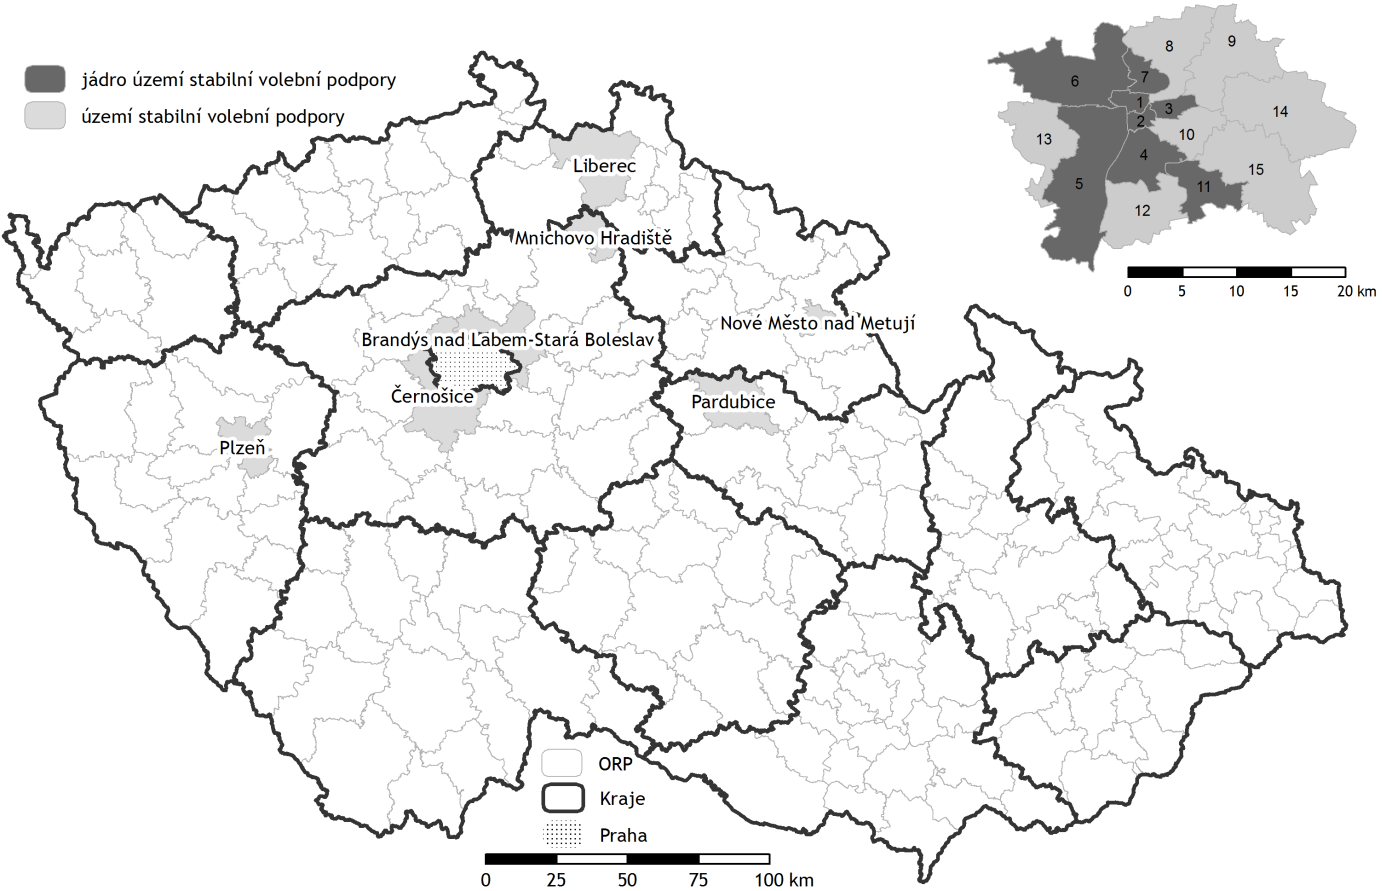 jádro území stabilní volební podpory
území stabilní volební podpory
8
9
6
7
1
3
14
2
10
13
4
15
5
11
12
0 5 10 15 20 km
Liberec
Mnichovo Hradiště
Nové Město nad Metují
Brandýs nad Labem-Stará Boleslav
Černošice
Pardubice
Plzeň
ORP
Kraje
Praha
0 25 50 75 100 km